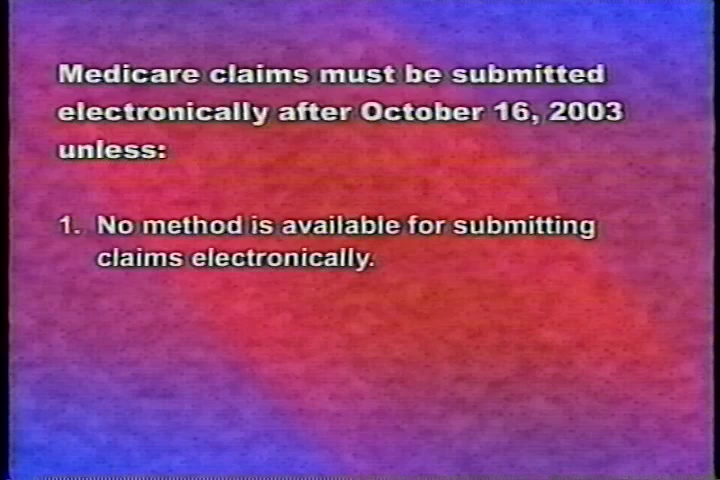 Medicare claims must be submitted
electronically after October 16, 2003
unless:
1. No method is available for submitting
claims electronically.